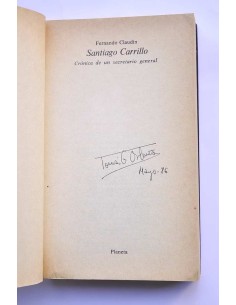 Fernando Claudín
Santiago Carrillo
Crónica de un secretario general
Mayo-86
Planeta